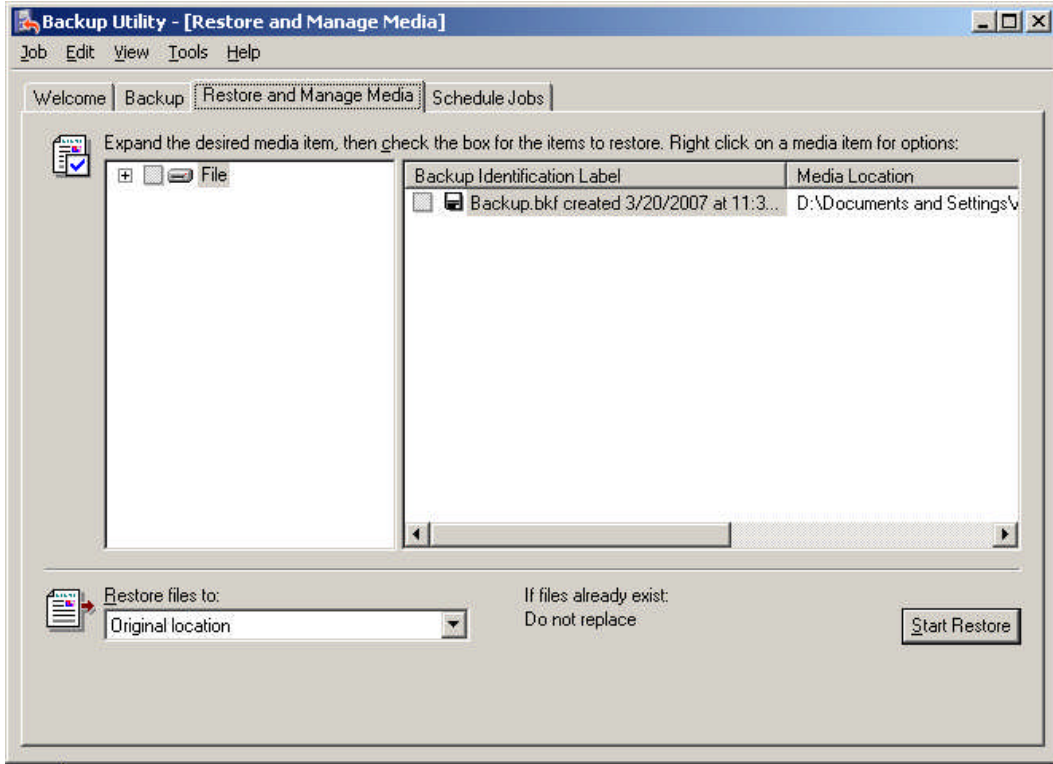 Backup Utility - [Restore and Manage Media]
Job Edit View Tools Help
Welcome Backup Restore and Manage Media Schedule Jobs
Expand the desired media item, then check the box for the items to restore. Right click on a media item for options:
File
Backup Identification Label Media Location
Backup.bkf created 3/20/2007 at 11:3... D:\Documents and Settings\
Restore files to:
Original location
If files already exist:
Do not replace
Start Restore